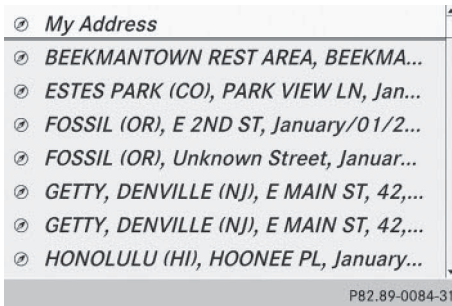 My Address
BEEKMANTOWN REST AREA, BEEKMA...
ESTES PARK (CO), PARK VIEW LN, Jan...
FOSSIL (OR), E 2ND ST, January/01/2...
FOSSIL (OR), Unknown Street, Januar...
GETTY, DENVILLE (NJ), E MAIN ST, 42,...
GETTY, DENVILLE (NJ), E MAIN ST, 42,...
HONOLULU (HI), HOONEE PL, January...
P82.89-0084-31